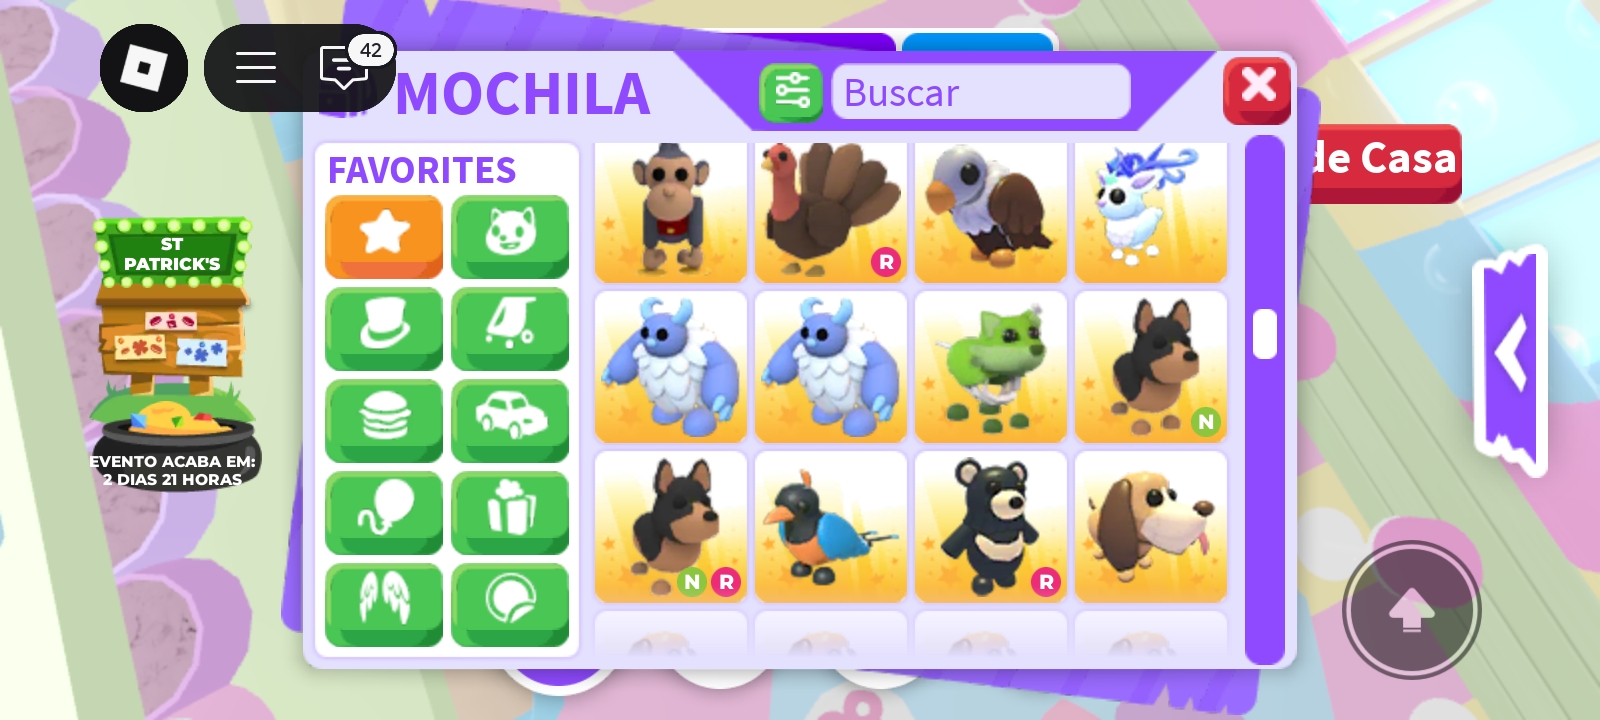 42
MOCHILA
Buscar
FAVORITES
de Casa
ST
PATRICK'S
R
N
N R
R
EVENTO ACABA EM:
2 DIAS 21 HORAS